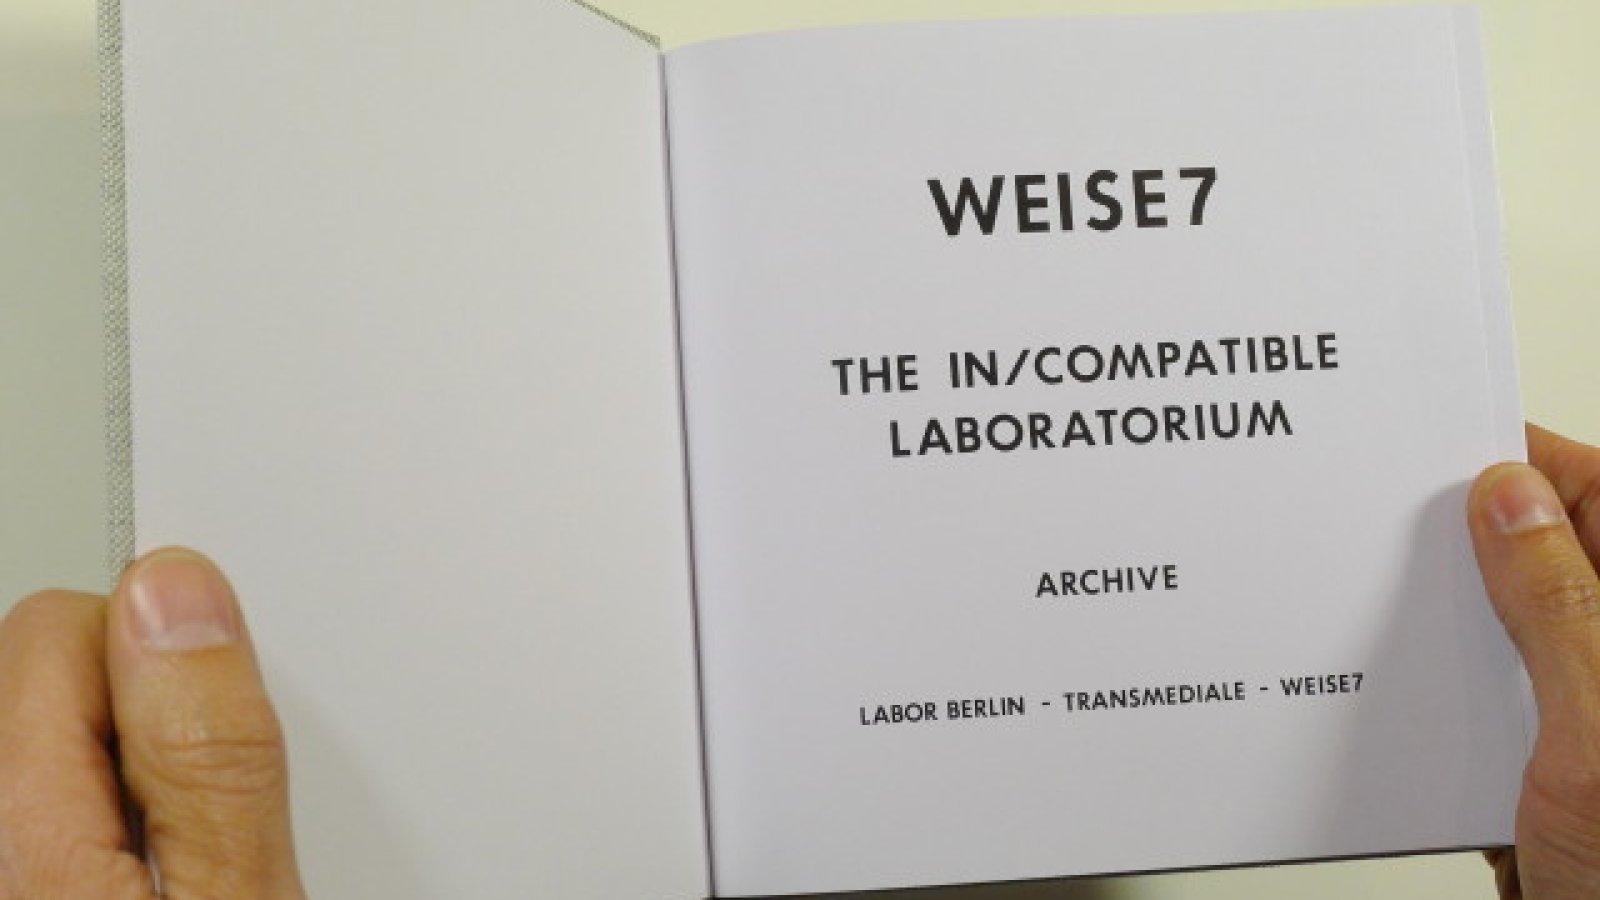 WEISE7
THE IN/COMPATIBLE
LABORATORIUM
ARCHIVE
LABOR BERLIN - TRANSMEDIALE - WEISE7